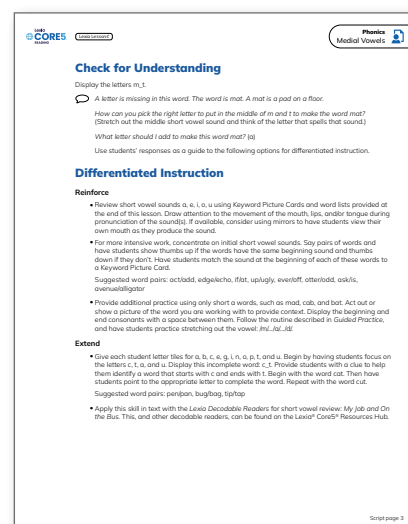 Lexia
CORE5
READING
Lexia Lessons®
Phonics
Medial Vowels
Check for Understanding
Display the letters m_t.
A letter is missing in this word. The word is mat. A mat is a pad on a floor.
How can you pick the right letter to put in the middle of m and t to make the word mat?
(Stretch out the middle short vowel sound and think of the letter that spells that sound.)
What letter should I add to make this word mat? (a)
Use students' responses as a guide to the following options for differentiated instruction.
Differentiated Instruction
Reinforce
• Review short vowel sounds a, e, i, o, u using Keyword Picture Cards and word lists provided at
the end of this lesson. Draw attention to the movement of the mouth, lips, and/or tongue during
pronunciation of the sound(s). If available, consider using mirrors to have students view their
own mouth as they produce the sound.
• For more intensive work, concentrate on initial short vowel sounds. Say pairs of words and
have students show thumbs up if the words have the same beginning sound and thumbs
down if they don't. Have students match the sound at the beginning of each of these words to
a Keyword Picture Card.
Suggested word pairs: act/add, edge/echo, if/at, up/ugly, ever/off, otter/odd, ask/is,
avenue/alligator
• Provide additional practice using only short a words, such as mad, cab, and bat. Act out or
show a picture of the word you are working with to provide context. Display the beginning and
end consonants with a space between them. Follow the routine described in Guided Practice,
and have students practice stretching out the vowel: /m/.../a/.../d/.
Extend
• Give each student letter tiles for a, b, c, e, g, i, n, o, p, t, and u. Begin by having students focus on
the letters c, t, a, and u. Display this incomplete word: c_t. Provide students with a clue to help
them identify a word that starts with c and ends with t. Begin with the word cat. Then have
students point to the appropriate letter to complete the word. Repeat with the word cut.
Suggested word pairs: pen/pan, bug/bag, tip/tap
• Apply this skill in text with the Lexia Decodable Readers for short vowel review: My Job and On
the Bus. This, and other decodable readers, can be found on the Lexia® Core5® Resources Hub.
Script page 3